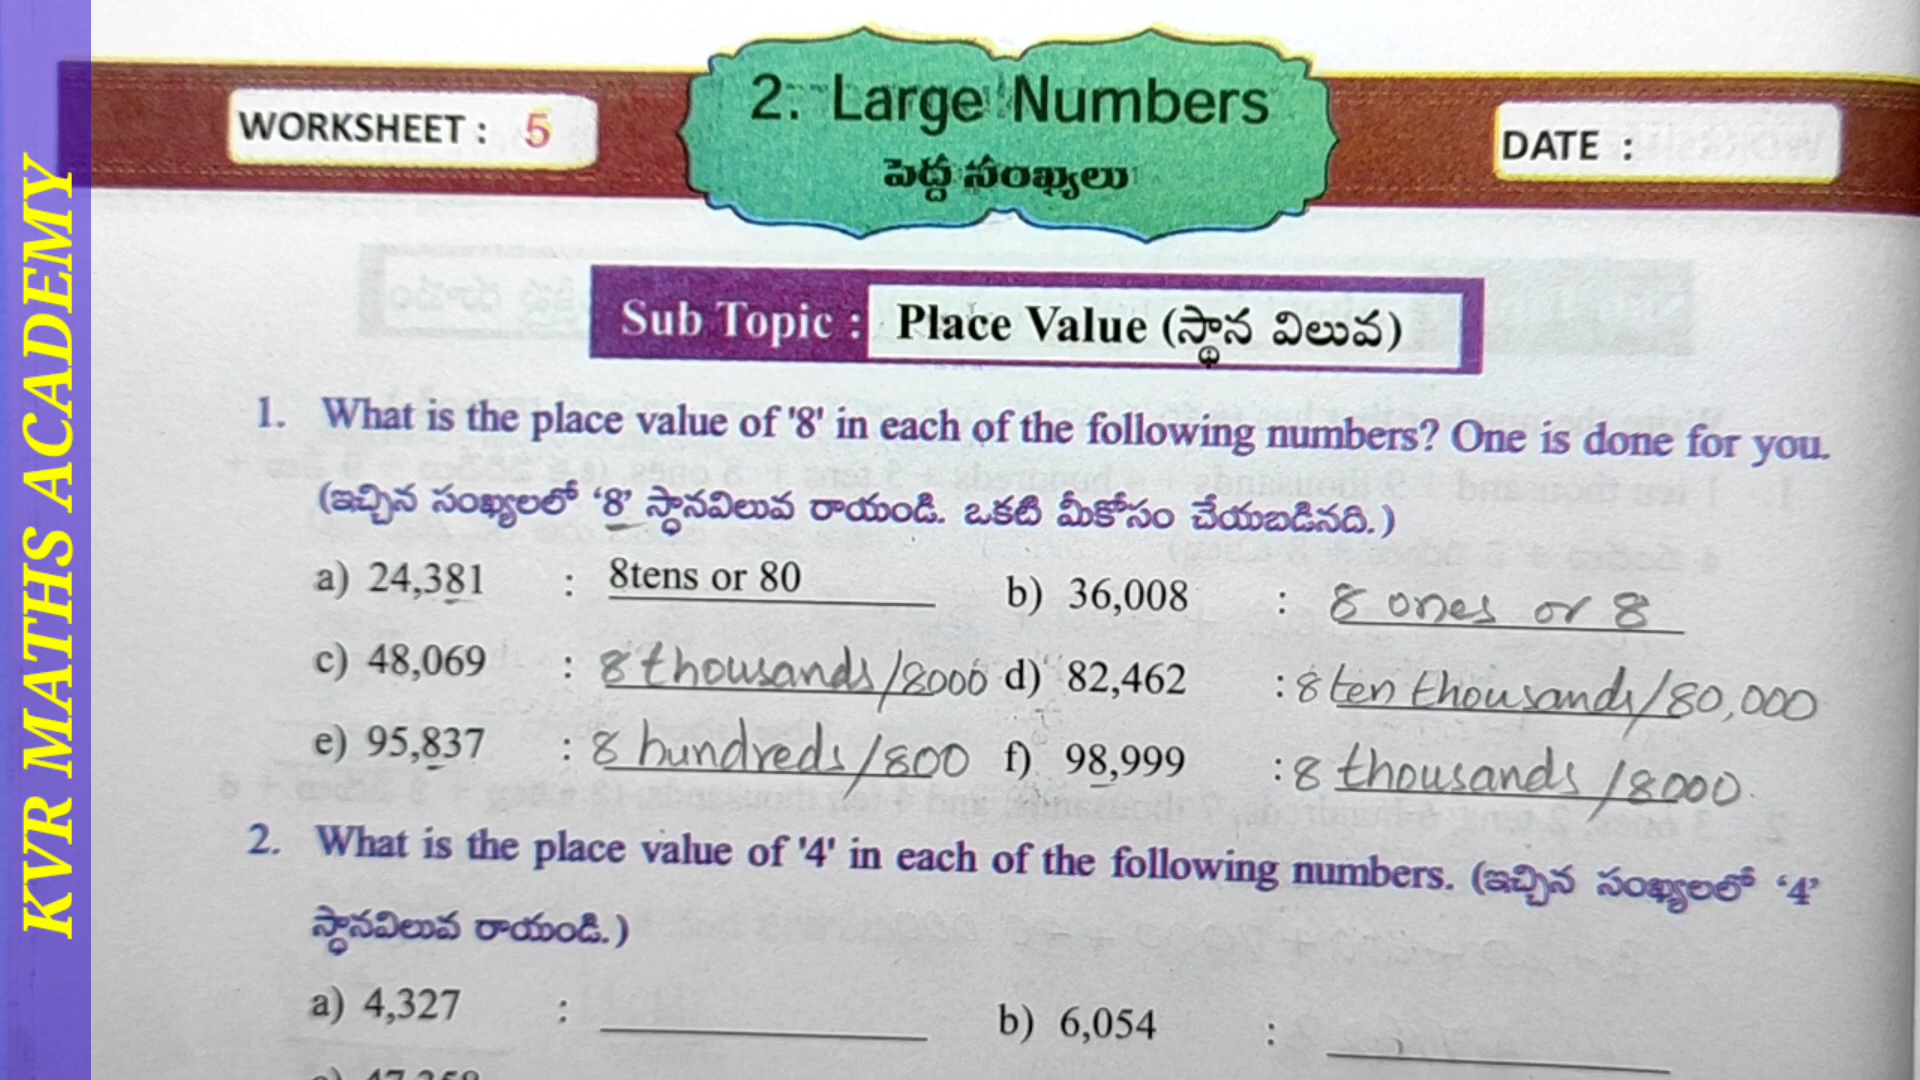 KVR MATHS ACADEMY
WORKSHEET : 5
2. Large Numbers
పెద్ద సంఖ్యలు
DATE :
Sub Topic : Place Value (స్థాన విలువ)
1. What is the place value of '8' in each of the following numbers? One is done for you.
(ఇచ్చిన సంఖ్యలలో ‘8’ స్థానవిలువ రాయండి. ఒకటి మీకోసం చేయబడినది.)
a) 24,381 : 8tens or 80 b) 36,008 : 8 ones or 8
c) 48,069 : 8 thousands/8000 d) 82,462 : 8 ten thousands/80,000
e) 95,837 : 8 hundreds/800 f) 98,999 : 8 thousands/8000.
2. What is the place value of '4' in each of the following numbers. (ఇచ్చిన సంఖ్యలలో ‘4’
స్థానవిలువ రాయండి.)
a) 4,327 : b) 6,054 :